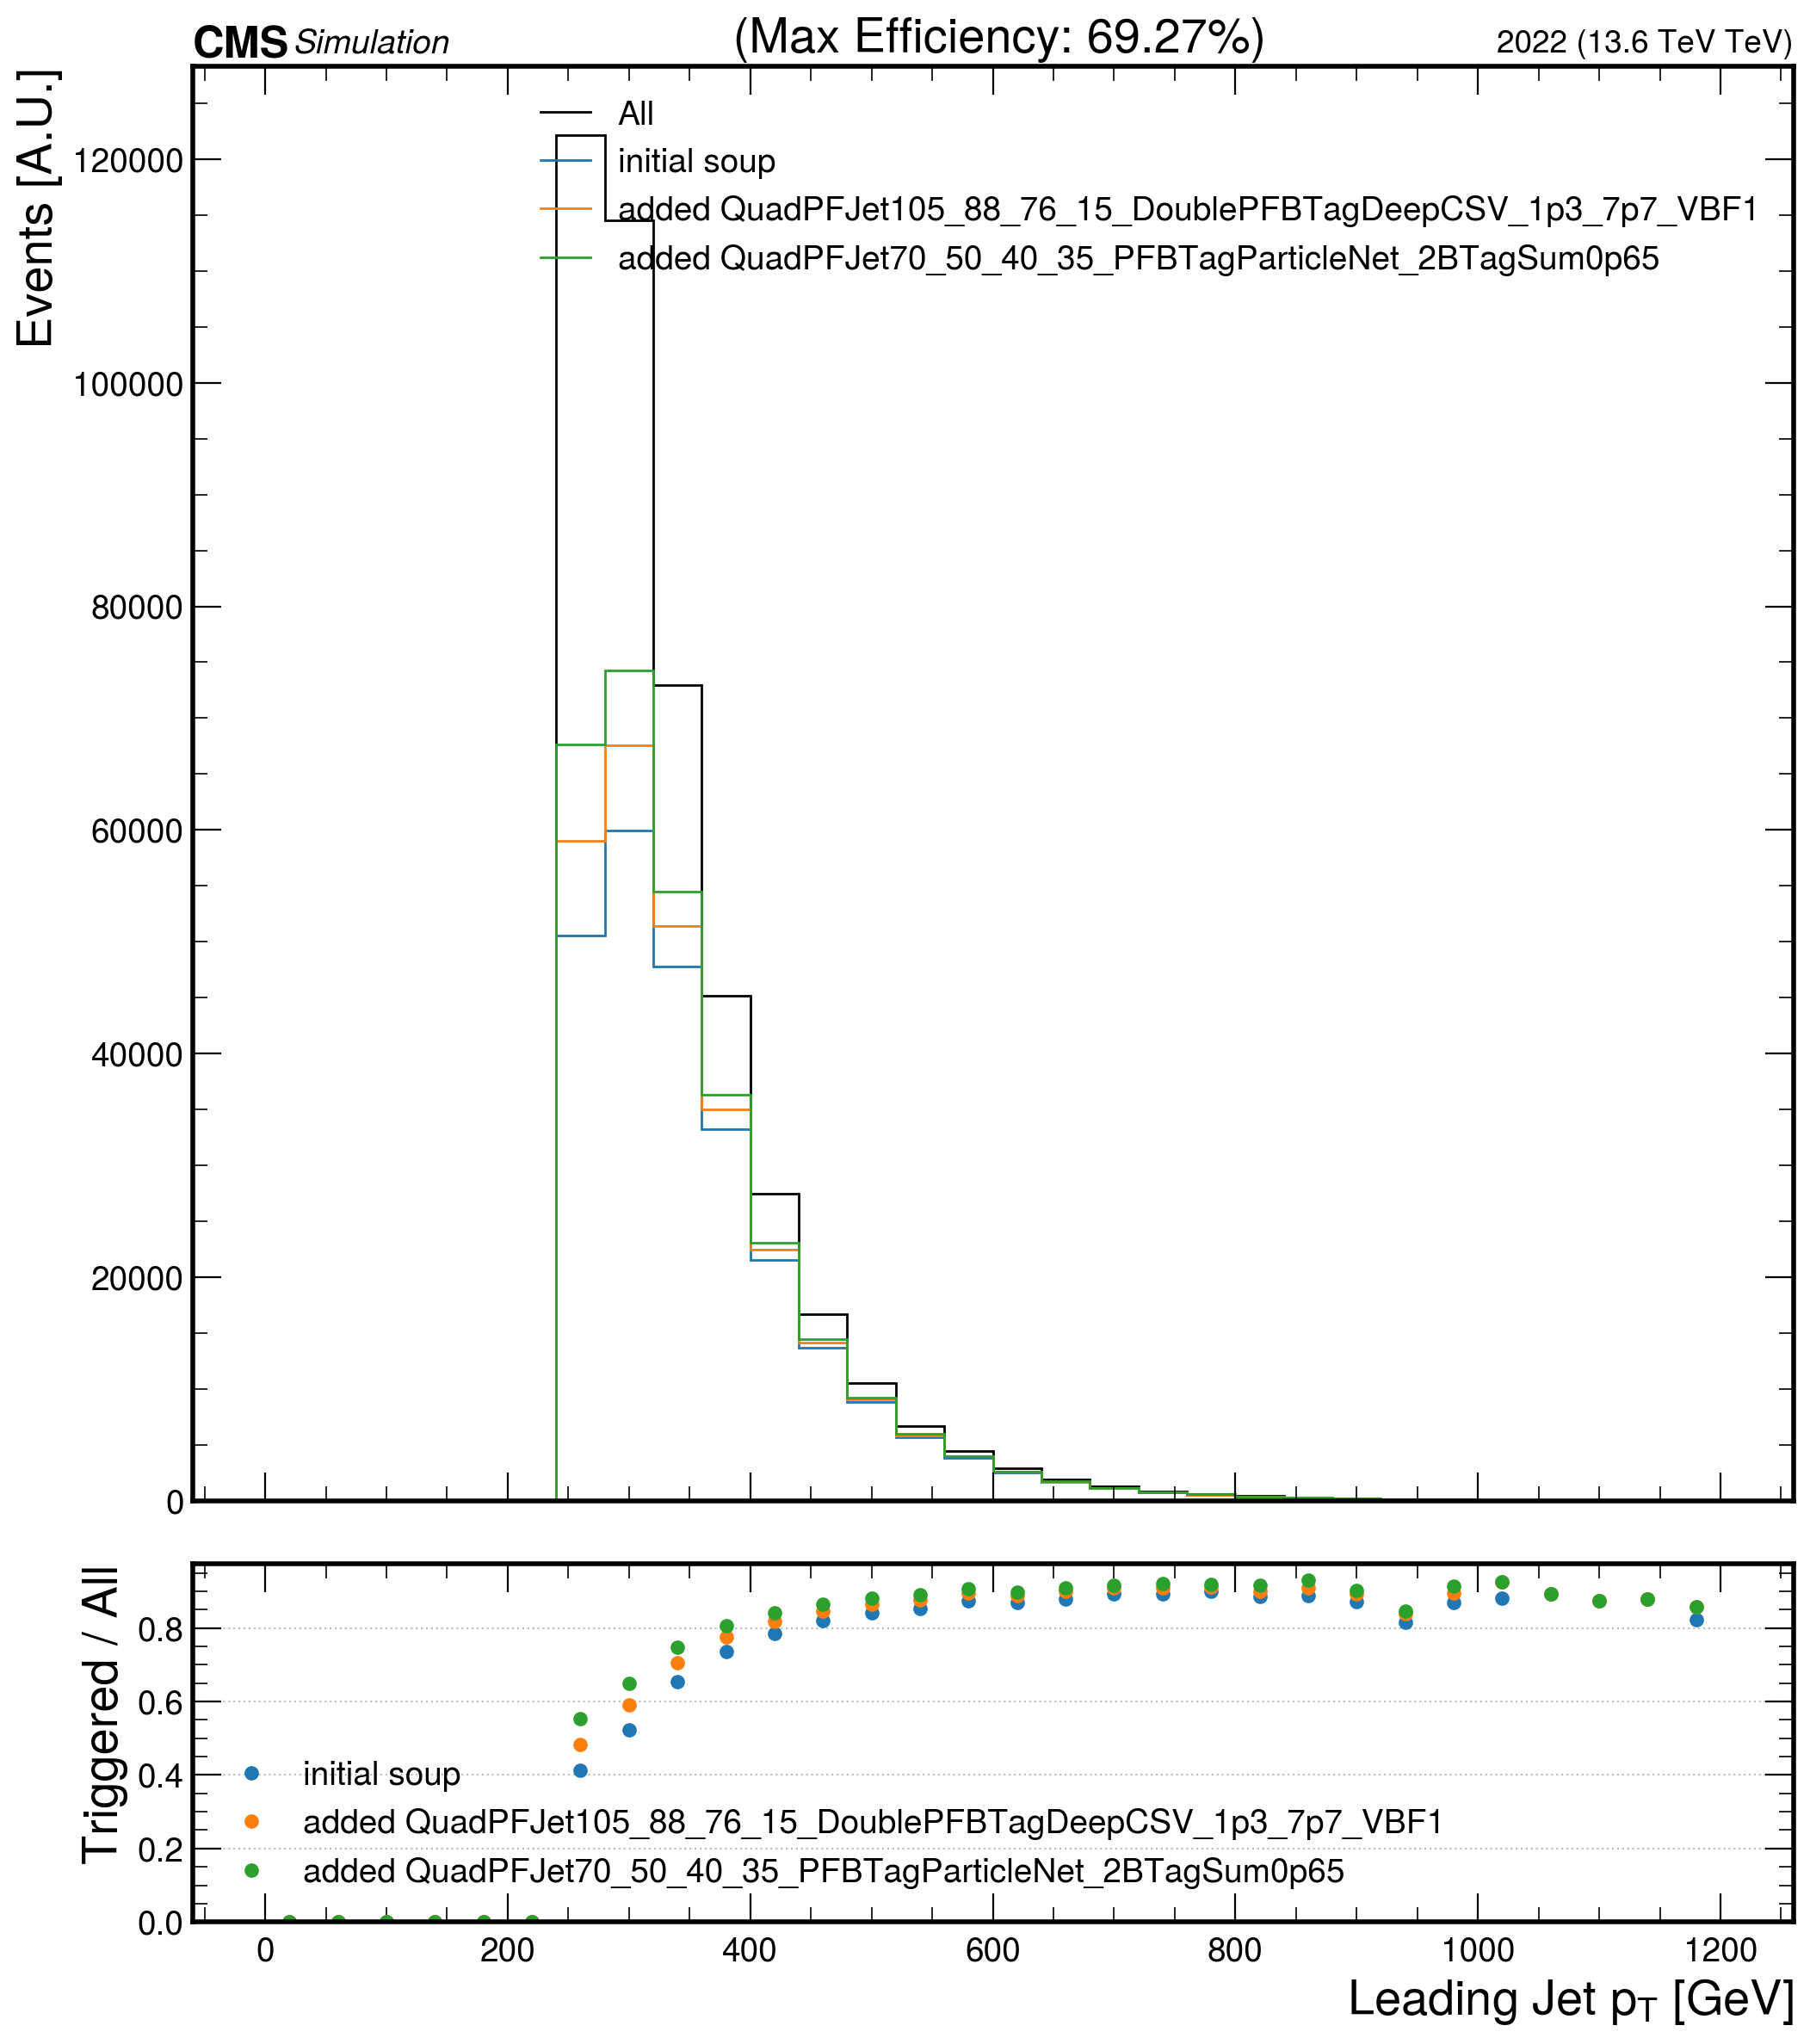 CMS Simulation (Max Efficiency: 69.27%) 2022 (13.6 TeV TeV)
Events [A.U.]
All
initial soup
added QuadPFJet105_88_76_15_DoublePFBTagDeepCSV_1p3_7p7_VBF1
added QuadPFJet70_50_40_35_PFBTagParticleNet_2BTagSum0p65
120000
100000
80000
60000
40000
20000
0
Triggered / All
0.8
0.6
0.4
0.2
0.0
initial soup
added QuadPFJet105_88_76_15_DoublePFBTagDeepCSV_1p3_7p7_VBF1
added QuadPFJet70_50_40_35_PFBTagParticleNet_2BTagSum0p65
0 200 400 600 800 1000 1200
Leading Jet pT [GeV]